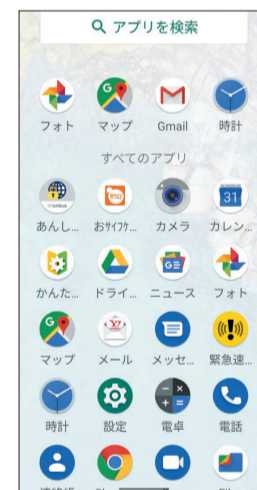 アプリを検索
フォト マップ Gmail 時計
すべてのアプリ
あんし… おサイフケ… カメラ カレン…
31
かんた… ドライ… ニュース フォト
マップ メール メッセ… 緊急速…
時計 設定 電卓 電話